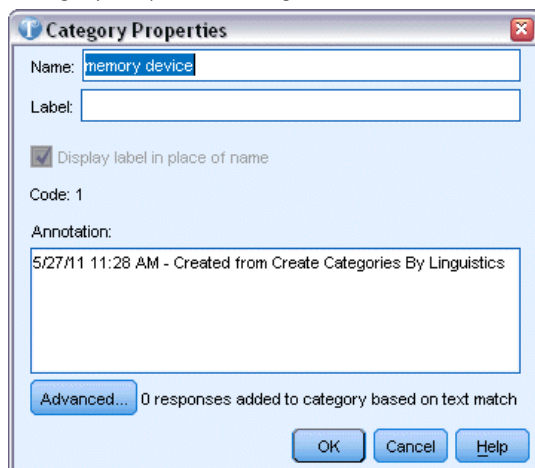 Category Properties
Name: memory device
Label:
Display label in place of name
Code: 1
Annotation:
5/27/11 11:28 AM - Created from Create Categories By Linguistics
Advanced... 0 responses added to category based on text match
OK Cancel Help